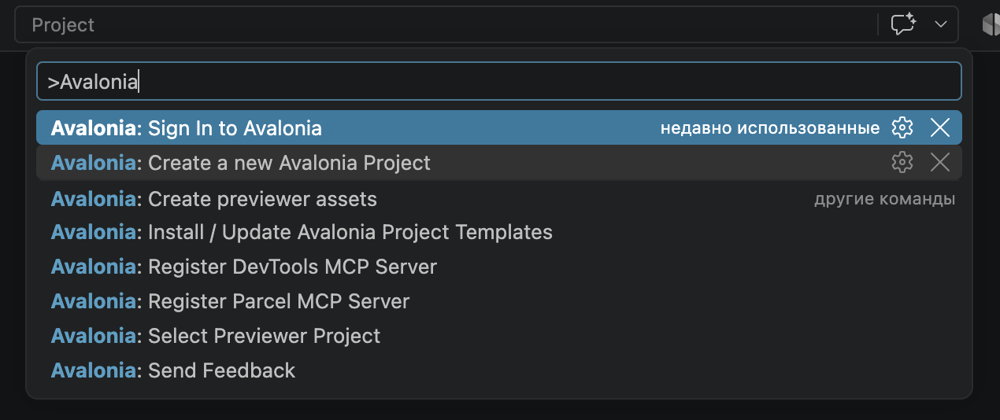 Project
>Avalonia
Avalonia: Sign In to Avalonia недавно использованные
Avalonia: Create a new Avalonia Project
Avalonia: Create previewer assets другие команды
Avalonia: Install / Update Avalonia Project Templates
Avalonia: Register DevTools MCP Server
Avalonia: Register Parcel MCP Server
Avalonia: Select Previewer Project
Avalonia: Send Feedback